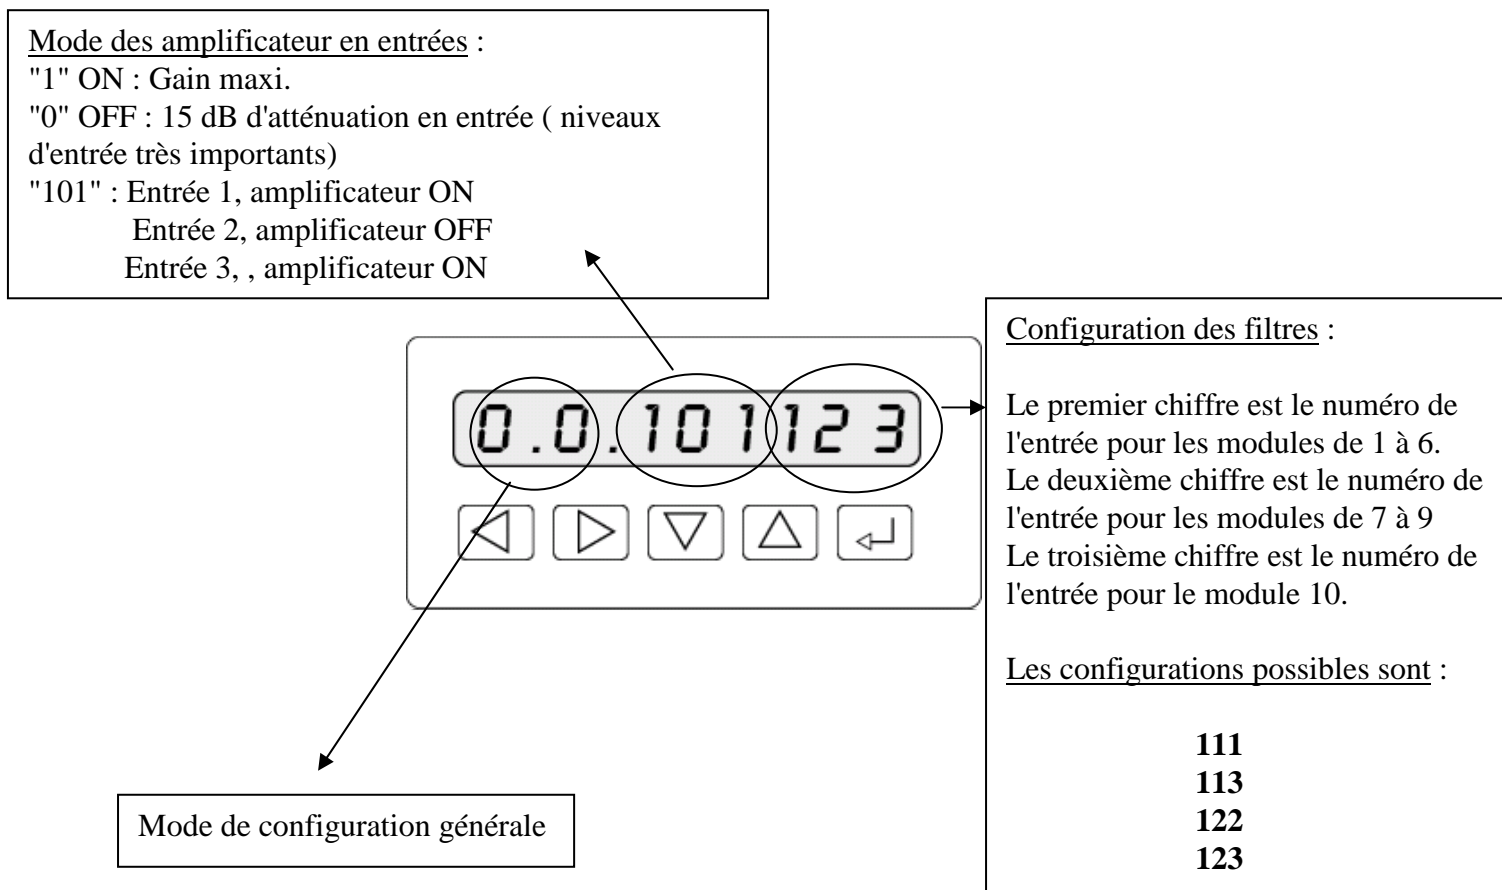 Mode des amplificateur en entrées :
"1" ON : Gain maxi.
"0" OFF : 15 dB d'atténuation en entrée ( niveaux
d'entrée très importants)
"101" : Entrée 1, amplificateur ON
Entrée 2, amplificateur OFF
Entrée 3, , amplificateur ON
0.0.101123
Configuration des filtres :
Le premier chiffre est le numéro de
l'entrée pour les modules de 1 à 6.
Le deuxième chiffre est le numéro de
l'entrée pour les modules de 7 à 9
Le troisième chiffre est le numéro de
l'entrée pour le module 10.
Les configurations possibles sont :
111
113
122
123
Mode de configuration générale